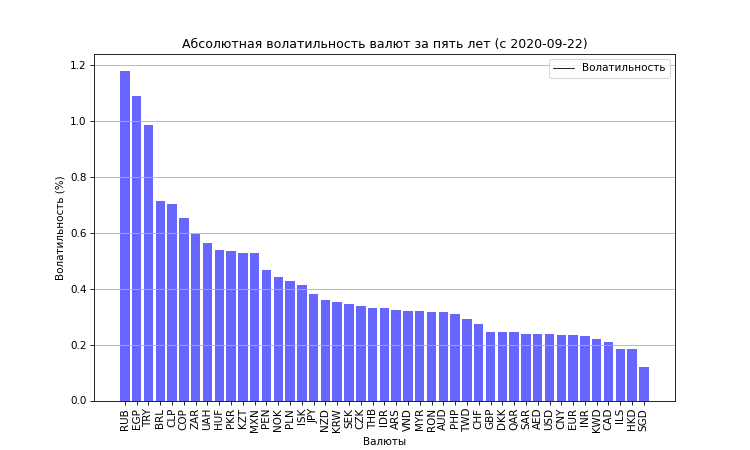 Абсолютная волатильность валют за пять лет (с 2020-09-22)
Волатильность
Волатильность (%)
1.2
1.0
0.8
0.6
0.4
0.2
0.0
RUB EGP TRY BRL CLP COP ZAR UAH HUF PKR KZT MXN PEN NOK PLN ISK JPY NZD KRW SEK CZK THB IDR ARS VND MYR RON AUD PHP TWD CHF GBP DKK QAR SAR AED USD CNY EUR INR KWD CAD ILS HKD SGD
Валюты